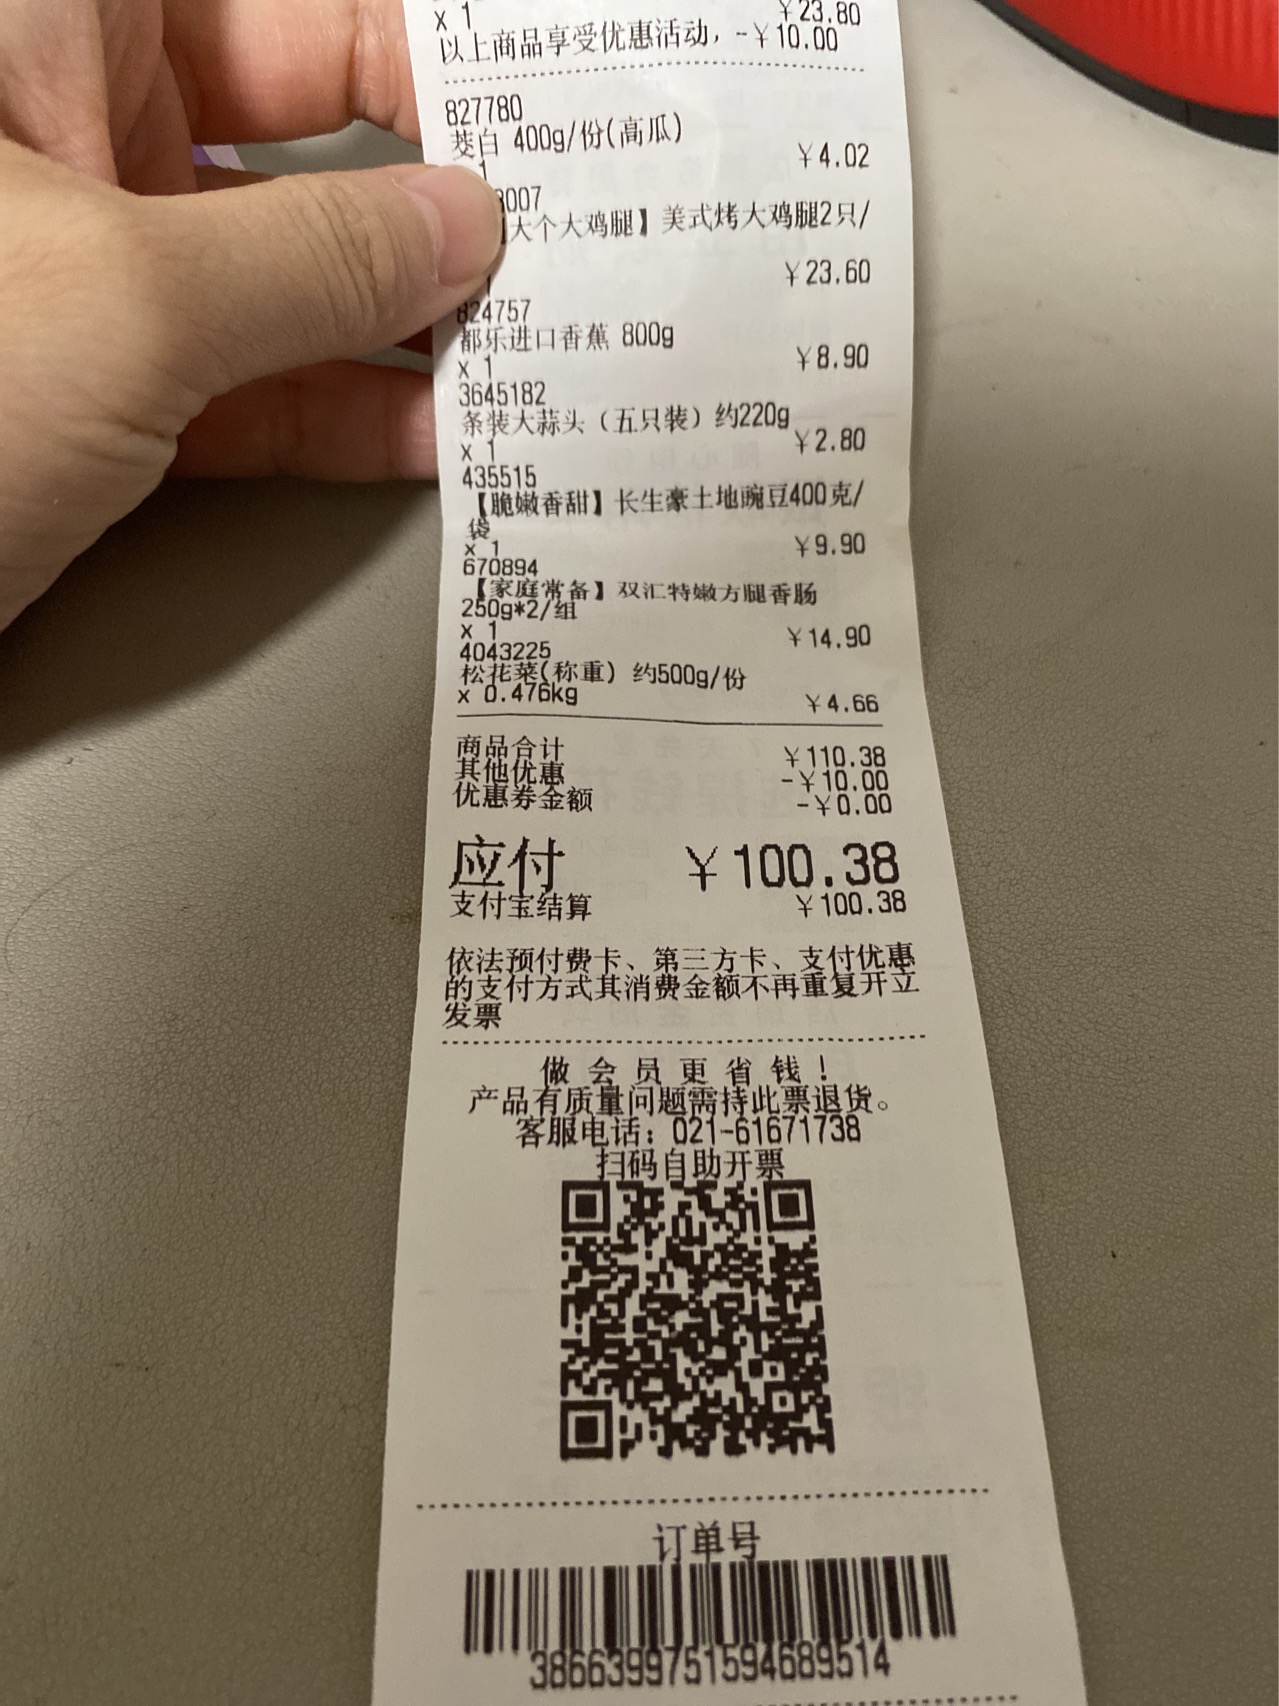 x 1
￥23.80
以上商品享受优惠活动，-￥10.00
827780
茭白 400g/份(高瓜)
1
￥4.02
8007
大个大鸡腿】美式烤大鸡腿2只/
￥23.60
824757
都乐进口香蕉 800g
x 1
￥8.90
3645182
条装大蒜头（五只装）约220g
x 1
￥2.80
435515
【脆嫩香甜】长生豪土地豌豆400克/
袋
x 1
￥9.90
670894
【家庭常备】双汇特嫩方腿香肠
250g*2/组
x 1
￥14.90
4043225
松花菜(称重) 约500g/份
x 0.476kg
￥4.66
商品合计 ￥110.38
其他优惠 -￥10.00
优惠券金额 -￥0.00
应付 ￥100.38
支付宝结算 ￥100.38
依法预付费卡、第三方卡、支付优惠
的支付方式其消费金额不再重复开立
发票
做会员更省钱！
产品有质量问题需持此票退货。
客服电话：021-61671738
扫码自助开票
订单号
3866399751594689514